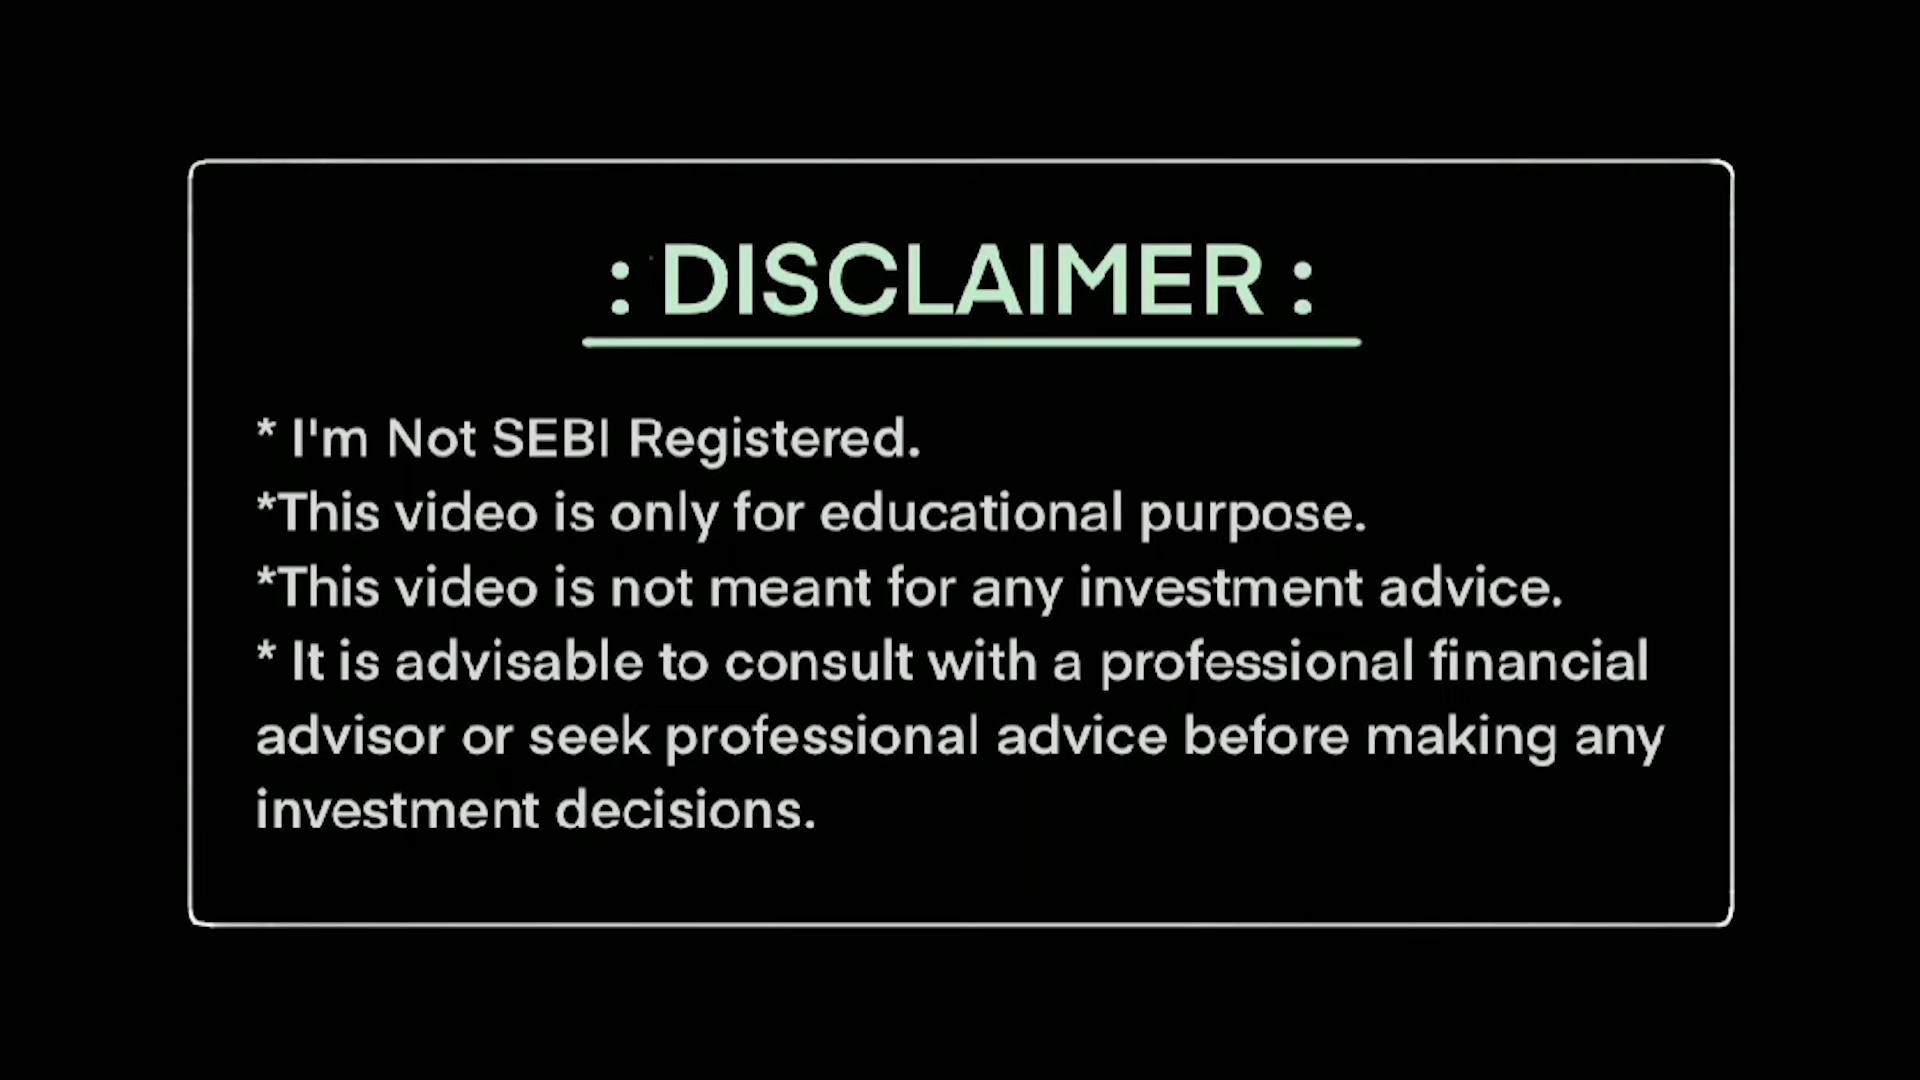 : DISCLAIMER :
* I'm Not SEBI Registered.
*This video is only for educational purpose.
*This video is not meant for any investment advice.
* It is advisable to consult with a professional financial
advisor or seek professional advice before making any
investment decisions.